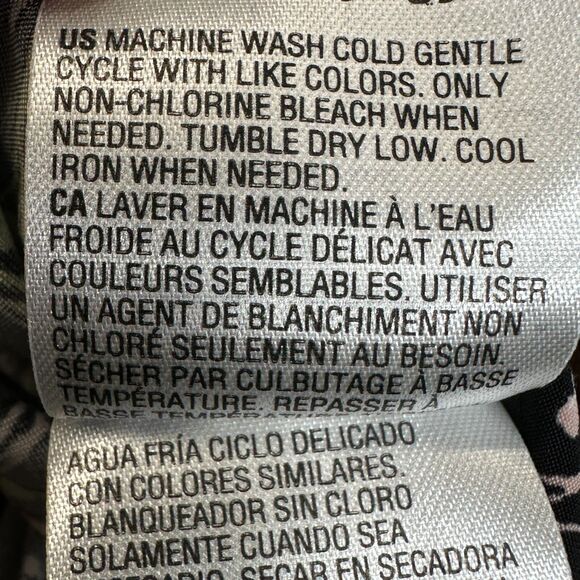 US MACHINE WASH COLD GENTLE
CYCLE WITH LIKE COLORS. ONLY
NON-CHLORINE BLEACH WHEN
NEEDED. TUMBLE DRY LOW. COOL
IRON WHEN NEEDED.
CA LAVER EN MACHINE À L'EAU
FROIDE AU CYCLE DÉLICAT AVEC
COULEURS SEMBLABLES. UTILISER
UN AGENT DE BLANCHIMENT NON
CHLORÉ SEULEMENT AU BESOIN.
SÉCHER PAR CULBUTAGE À BASSE
TEMPÉRATURE. REPASSER À
BASSE
AGUA FRÍA CICLO DELICADO
CON COLORES SIMILARES.
BLANQUEADOR SIN CLORO
SOLAMENTE CUANDO SEA
SECAR EN SECADORA